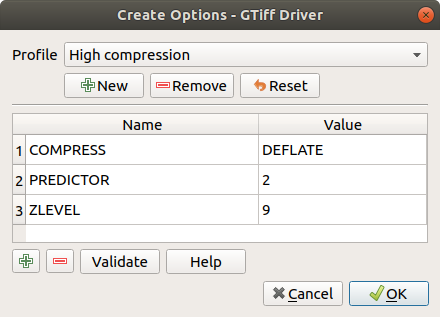 Create Options - GTiff Driver
Profile High compression
New Remove Reset
Name Value
1 COMPRESS DEFLATE
2 PREDICTOR 2
3 ZLEVEL 9
Validate Help
Cancel OK